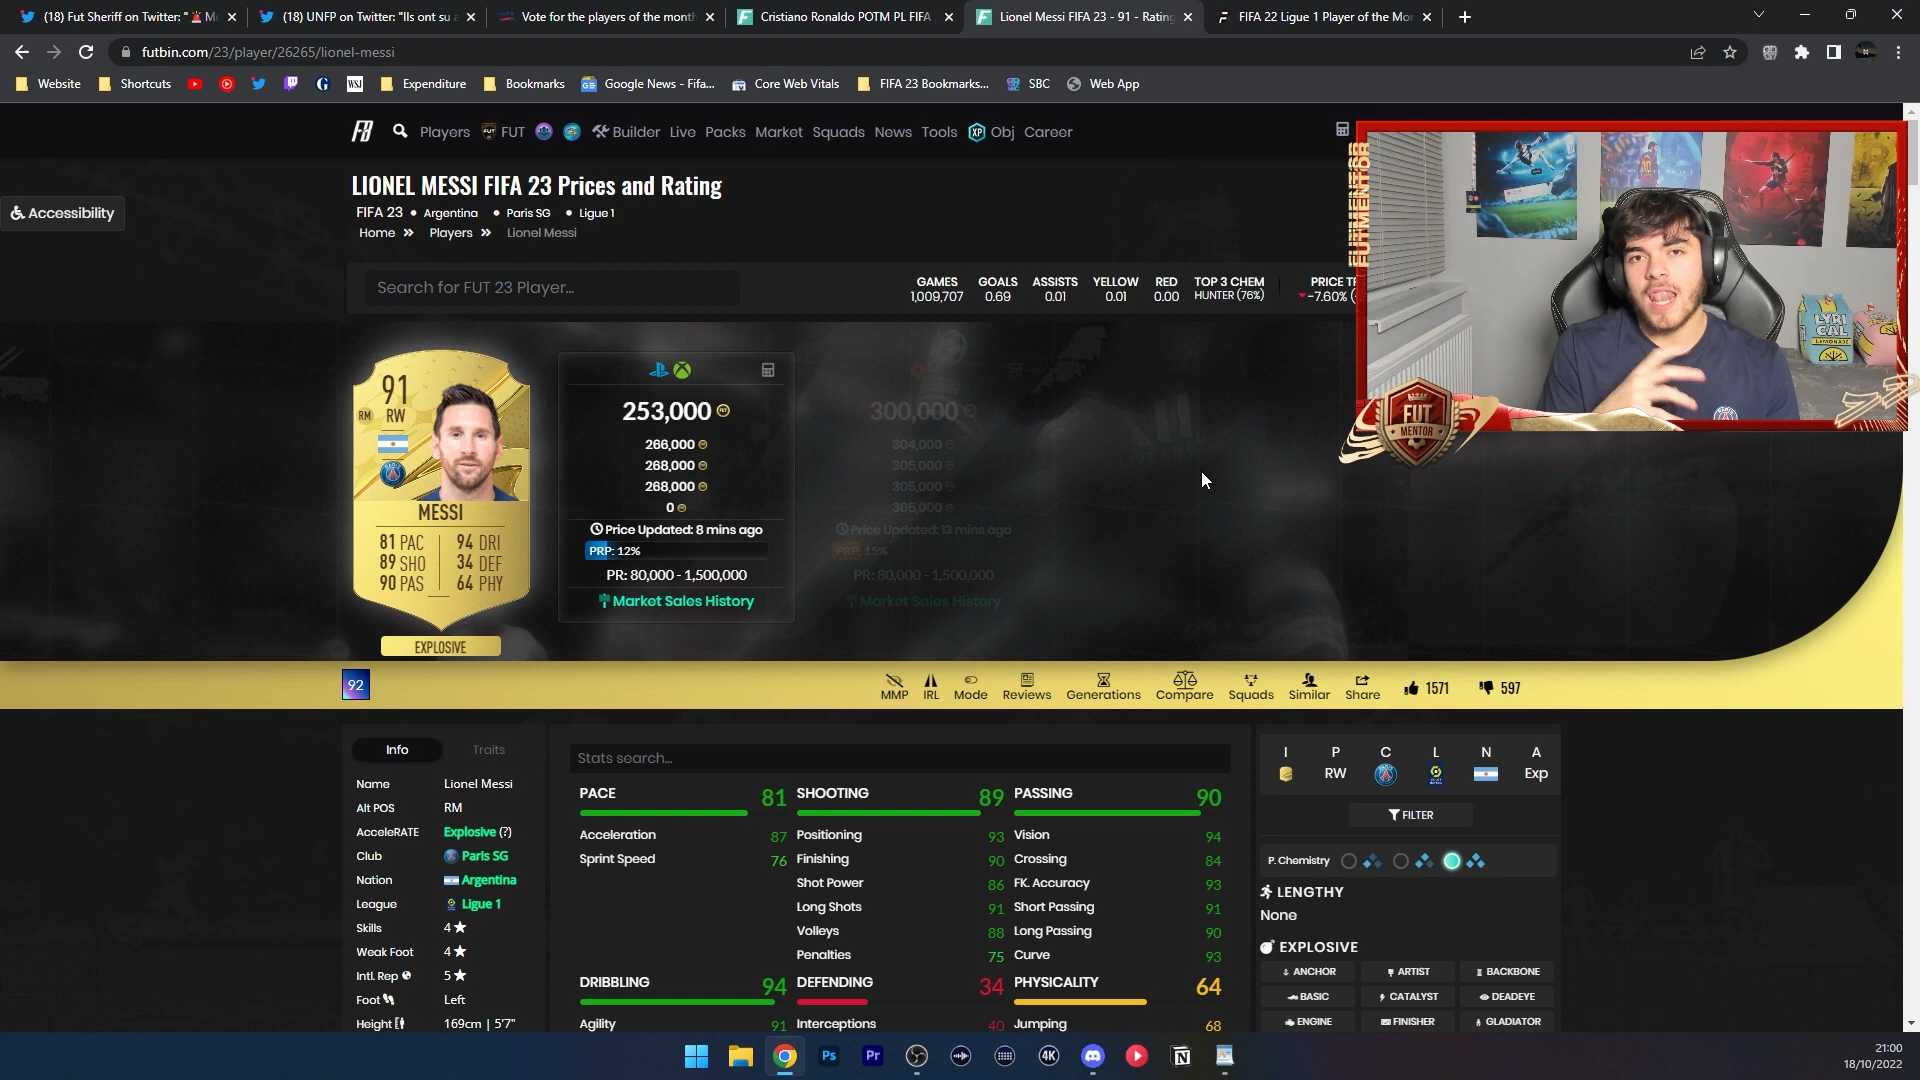 (18) Fut Sheriff on Twitter: "
(18) UNFP on Twitter: "Ils ont su
Vote for the players of the month
Cristiano Ronaldo POTM PL FIFA
Lionel Messi FIFA 23 - 91 - Rating
FIFA 22 Ligue 1 Player of the Mo
futbin.com/23/player/26265/lionel-messi
Website
Shortcuts
WSJ
Expenditure
Bookmarks
Google News - Fifa...
Core Web Vitals
FIFA 23 Bookmarks...
SBC
Web App
Players FUT Builder Live Packs Market Squads News Tools XP Obj Career
Accessibility
LIONEL MESSI FIFA 23 Prices and Rating
FIFA 23 • Argentina • Paris SG • Ligue 1
Home » Players » Lionel Messi
Search for FUT 23 Player...
GAMES GOALS ASSISTS YELLOW RED TOP 3 CHEM PRICE
1,009,707 0.69 0.01 0.01 0.00 HUNTER (76%) -7.60%
FUTMENTOR
LYRICAL
LEMONADE
FUT
MENTOR
91
RM RW
MESSI
81 PAC 94 DRI
89 SHO 34 DEF
90 PAS 64 PHY
EXPLOSIVE
253,000
266,000
268,000
268,000
0
Price Updated: 8 mins ago
PRP: 12%
PR: 80,000 - 1,500,000
Market Sales History
300,000
304,000
305,000
305,000
305,000
Price Updated: 13 mins ago
PRP: 15%
PR: 80,000 - 1,500,000
Market Sales History
92
MMP IRL Mode Reviews Generations Compare Squads Similar Share 1571 597
Info Traits
Name Lionel Messi
Alt POS RM
AcceleRATE Explosive (?)
Club Paris SG
Nation Argentina
League Ligue 1
Skills 4
Weak Foot 4
Intl. Rep 5
Foot Left
Height 169cm | 5'7"
Stats search...
PACE 81
Acceleration 87
Sprint Speed 76
SHOOTING 89
Positioning 93
Finishing 90
Shot Power 86
Long Shots 91
Volleys 88
Penalties 75
PASSING 90
Vision 94
Crossing 84
FK. Accuracy 93
Short Passing 91
Long Passing 90
Curve 93
DRIBBLING 94
Agility 91
DEFENDING 34
Interceptions 40
PHYSICALITY 64
Jumping 68
I P C L N A
RW Exp
FILTER
P. Chemistry
LENGTHY
None
EXPLOSIVE
ANCHOR ARTIST BACKBONE
BASIC CATALYST DEADEYE
ENGINE FINISHER GLADIATOR
Ps
Pr
4K
21:00
18/10/2022